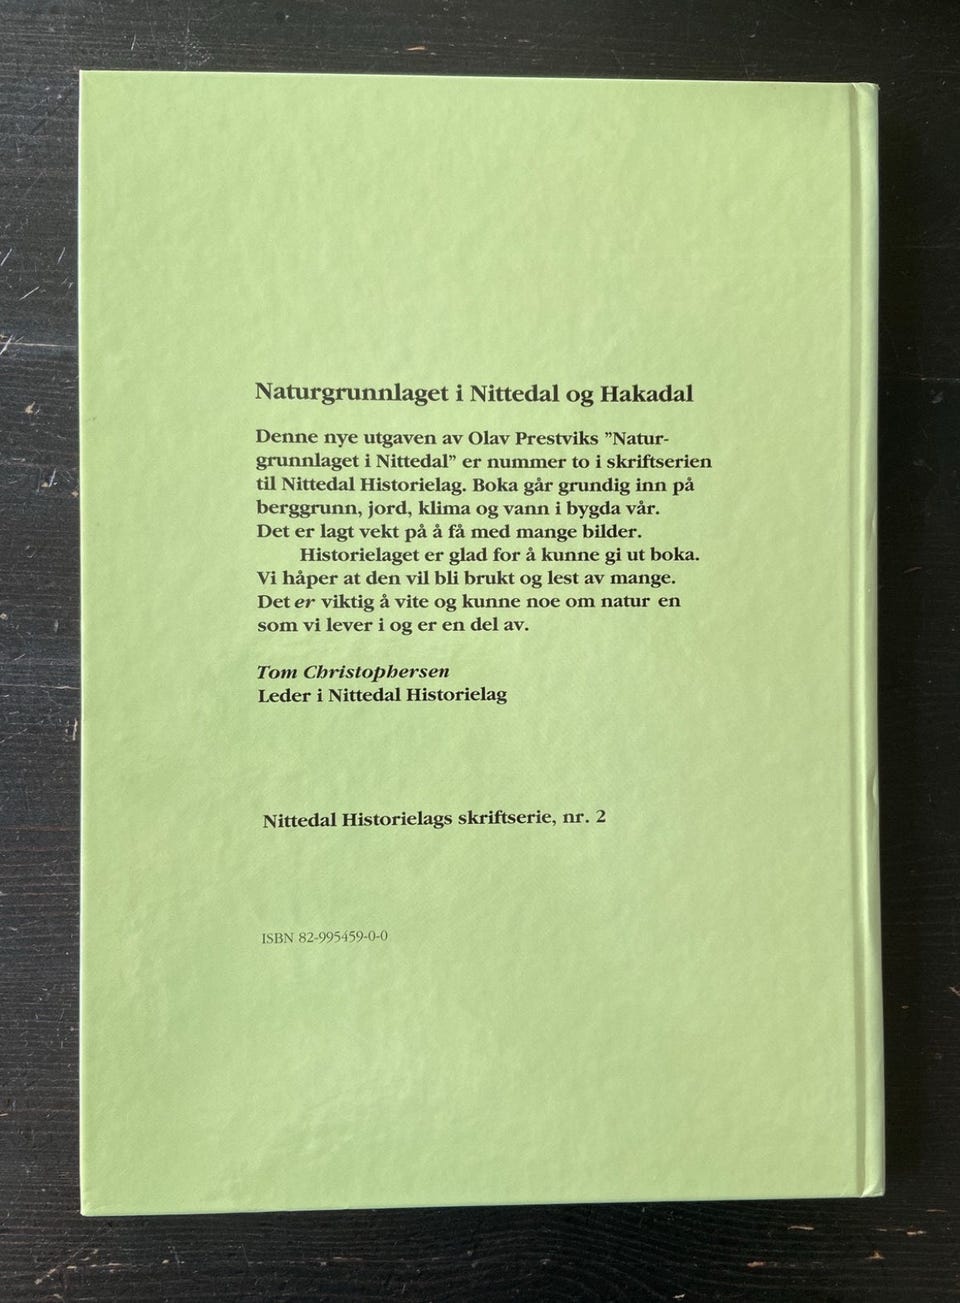 Naturgrunnlaget i Nittedal og Hakadal
Denne nye utgaven av Olav Prestviks ”Natur-
grunnlaget i Nittedal” er nummer to i skriftserien
til Nittedal Historielag. Boka går grundig inn på
berggrunn, jord, klima og vann i bygda vår.
Det er lagt vekt på å få med mange bilder.
Historielaget er glad for å kunne gi ut boka.
Vi håper at den vil bli brukt og lest av mange.
Det er viktig å vite og kunne noe om natur en
som vi lever i og er en del av.
Tom Christophersen
Leder i Nittedal Historielag
Nittedal Historielags skriftserie, nr. 2
ISBN 82-995459-0-0